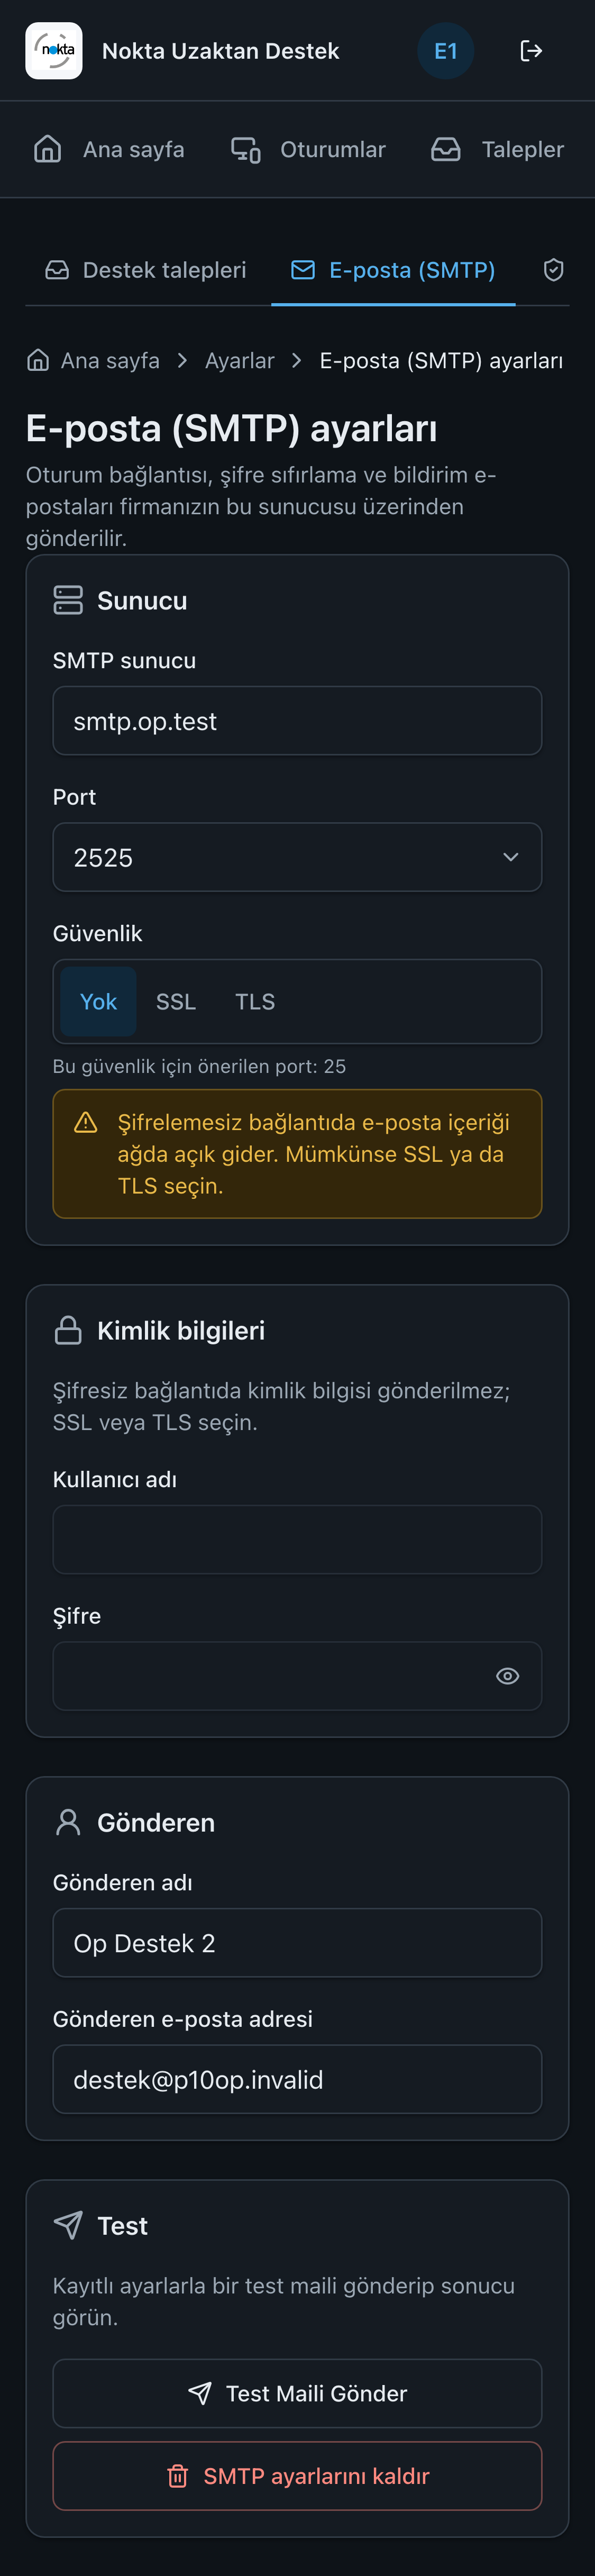 nokta
Nokta Uzaktan Destek
E1
Ana sayfa
Oturumlar
Talepler
Destek talepleri
E-posta (SMTP)
Ana sayfa > Ayarlar > E-posta (SMTP) ayarları
E-posta (SMTP) ayarları
Oturum bağlantısı, şifre sıfırlama ve bildirim e-
postaları firmanızın bu sunucusu üzerinden
gönderilir.
Sunucu
SMTP sunucu
smtp.op.test
Port
2525
Güvenlik
Yok
SSL
TLS
Bu güvenlik için önerilen port: 25
Şifrelemesiz bağlantıda e-posta içeriği
ağda açık gider. Mümkünse SSL ya da
TLS seçin.
Kimlik bilgileri
Şifresiz bağlantıda kimlik bilgisi gönderilmez;
SSL veya TLS seçin.
Kullanıcı adı
Şifre
Gönderen
Gönderen adı
Op Destek 2
Gönderen e-posta adresi
destek@p10op.invalid
Test
Kayıtlı ayarlarla bir test maili gönderip sonucu
görün.
Test Maili Gönder
SMTP ayarlarını kaldır